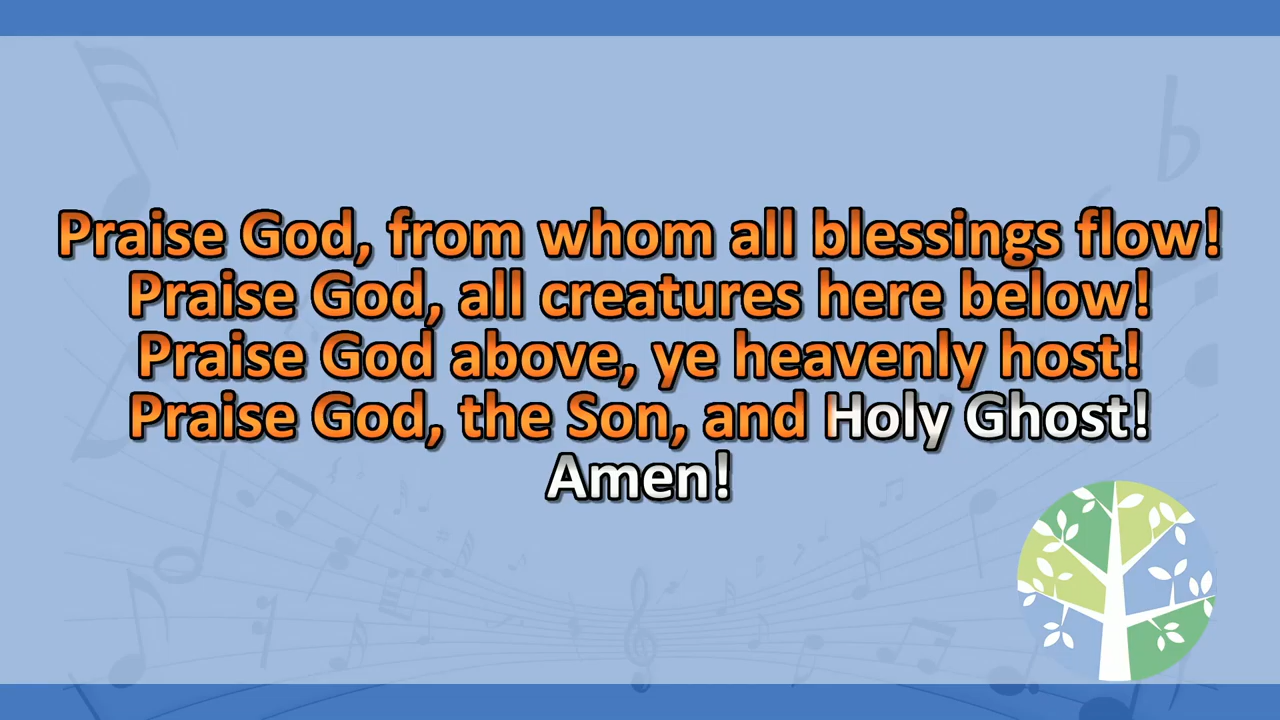 Praise God, from whom all blessings flow!
Praise God, all creatures here below!
Praise God above, ye heavenly host!
Praise God, the Son, and Holy Ghost!
Amen!